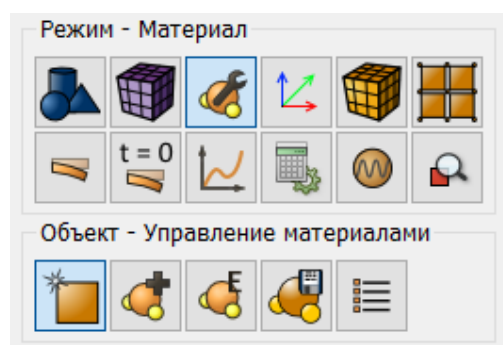 Режим - Материал
t = 0
Объект - Управление материалами
E